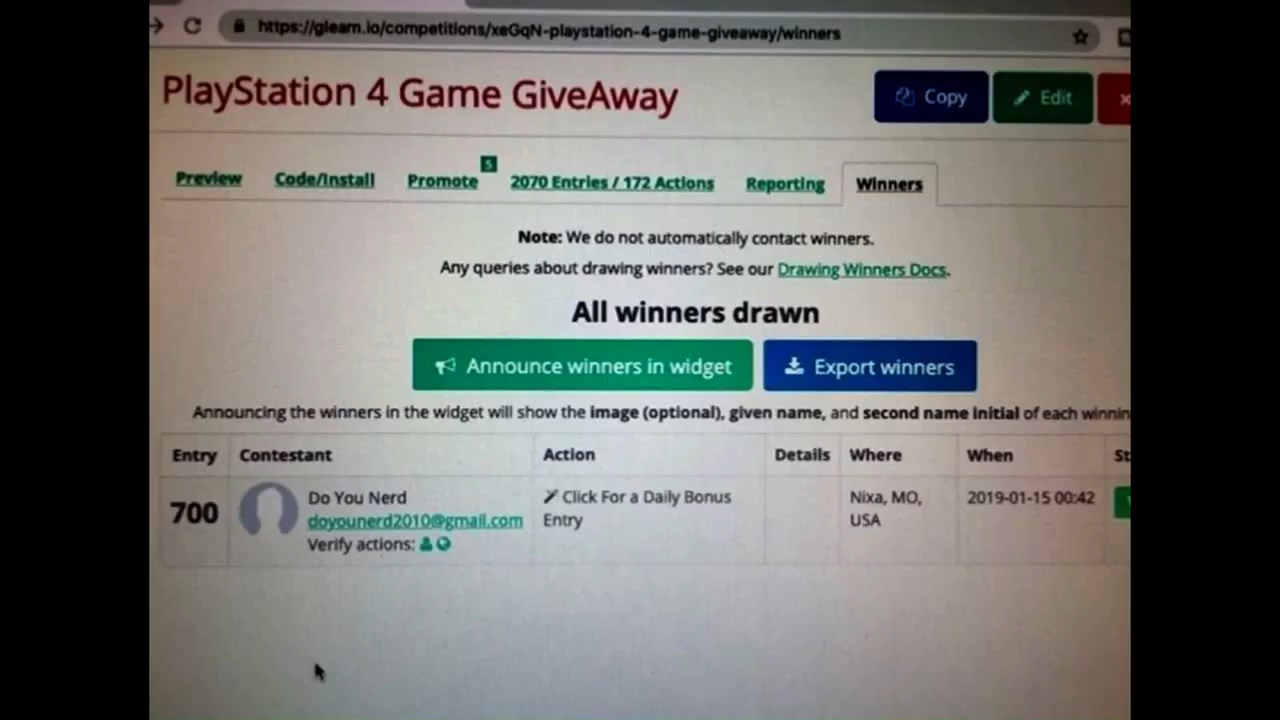 https://gleam.io/competitions/xeGqN-playstation-4-game-giveaway/winners
PlayStation 4 Game GiveAway
Copy
Edit
Preview
Code/Install
Promote
5
2070 Entries / 172 Actions
Reporting
Winners
Note: We do not automatically contact winners.
Any queries about drawing winners? See our Drawing Winners Docs.
All winners drawn
Announce winners in widget
Export winners
Announcing the winners in the widget will show the image (optional), given name, and second name initial of each winnin
Entry Contestant Action Details Where When St
700
Do You Nerd
doyounerd2010@gmail.com
Verify actions:
Click For a Daily Bonus
Entry
Nixa, MO,
USA
2019-01-15 00:42